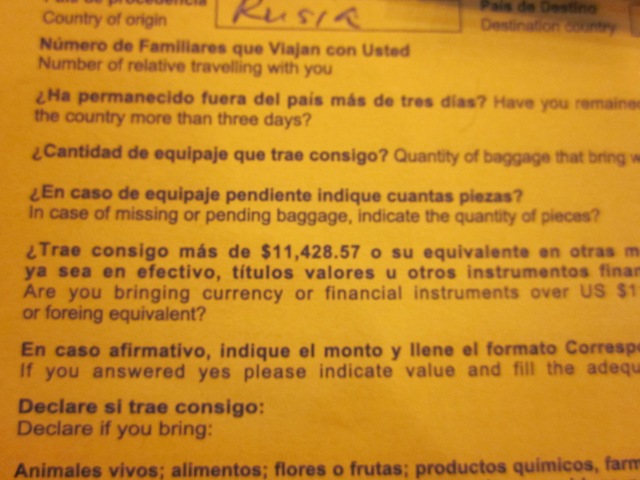 País de procedencia
Country of origin
Rusia
País de Destino
Destination country
Número de Familiares que Viajan con Usted
Number of relative travelling with you
¿Ha permanecido fuera del país más de tres días? Have you remained
the country more than three days?
¿Cantidad de equipaje que trae consigo? Quantity of baggage that bring
¿En caso de equipaje pendiente indique cuantas piezas?
In case of missing or pending baggage, indicate the quantity of pieces?
¿Trae consigo más de $11,428.57 o su equivalente en otras
ya sea en efectivo, títulos valores u otros instrumentos
Are you bringing currency or financial instruments over US
or foreing equivalent?
En caso afirmativo, indique el monto y llene el formato
If you answered yes please indicate value and fill the
Declare si trae consigo:
Declare if you bring:
Animales vivos; alimentos; flores o frutas; productos químicos,